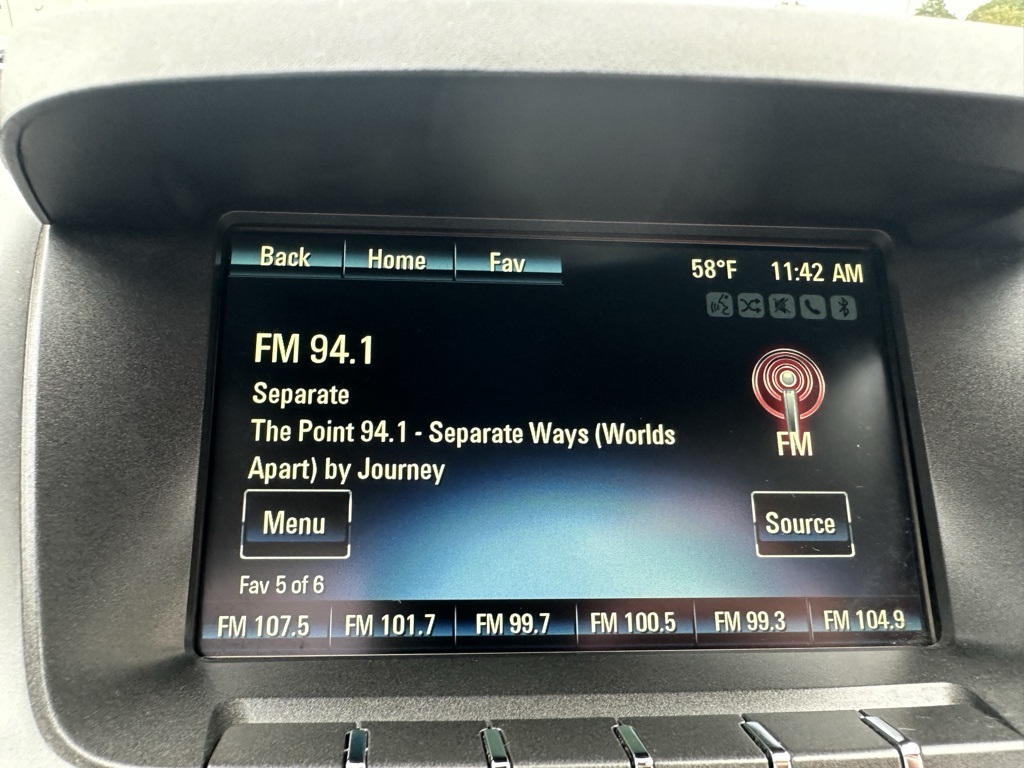 Back Home Fav 58°F 11:42 AM
FM 94.1
Separate
The Point 94.1 - Separate Ways (Worlds
Apart) by Journey
FM
Menu Source
Fav 5 of 6
FM 107.5 FM 101.7 FM 99.7 FM 100.5 FM 99.3 FM 104.9